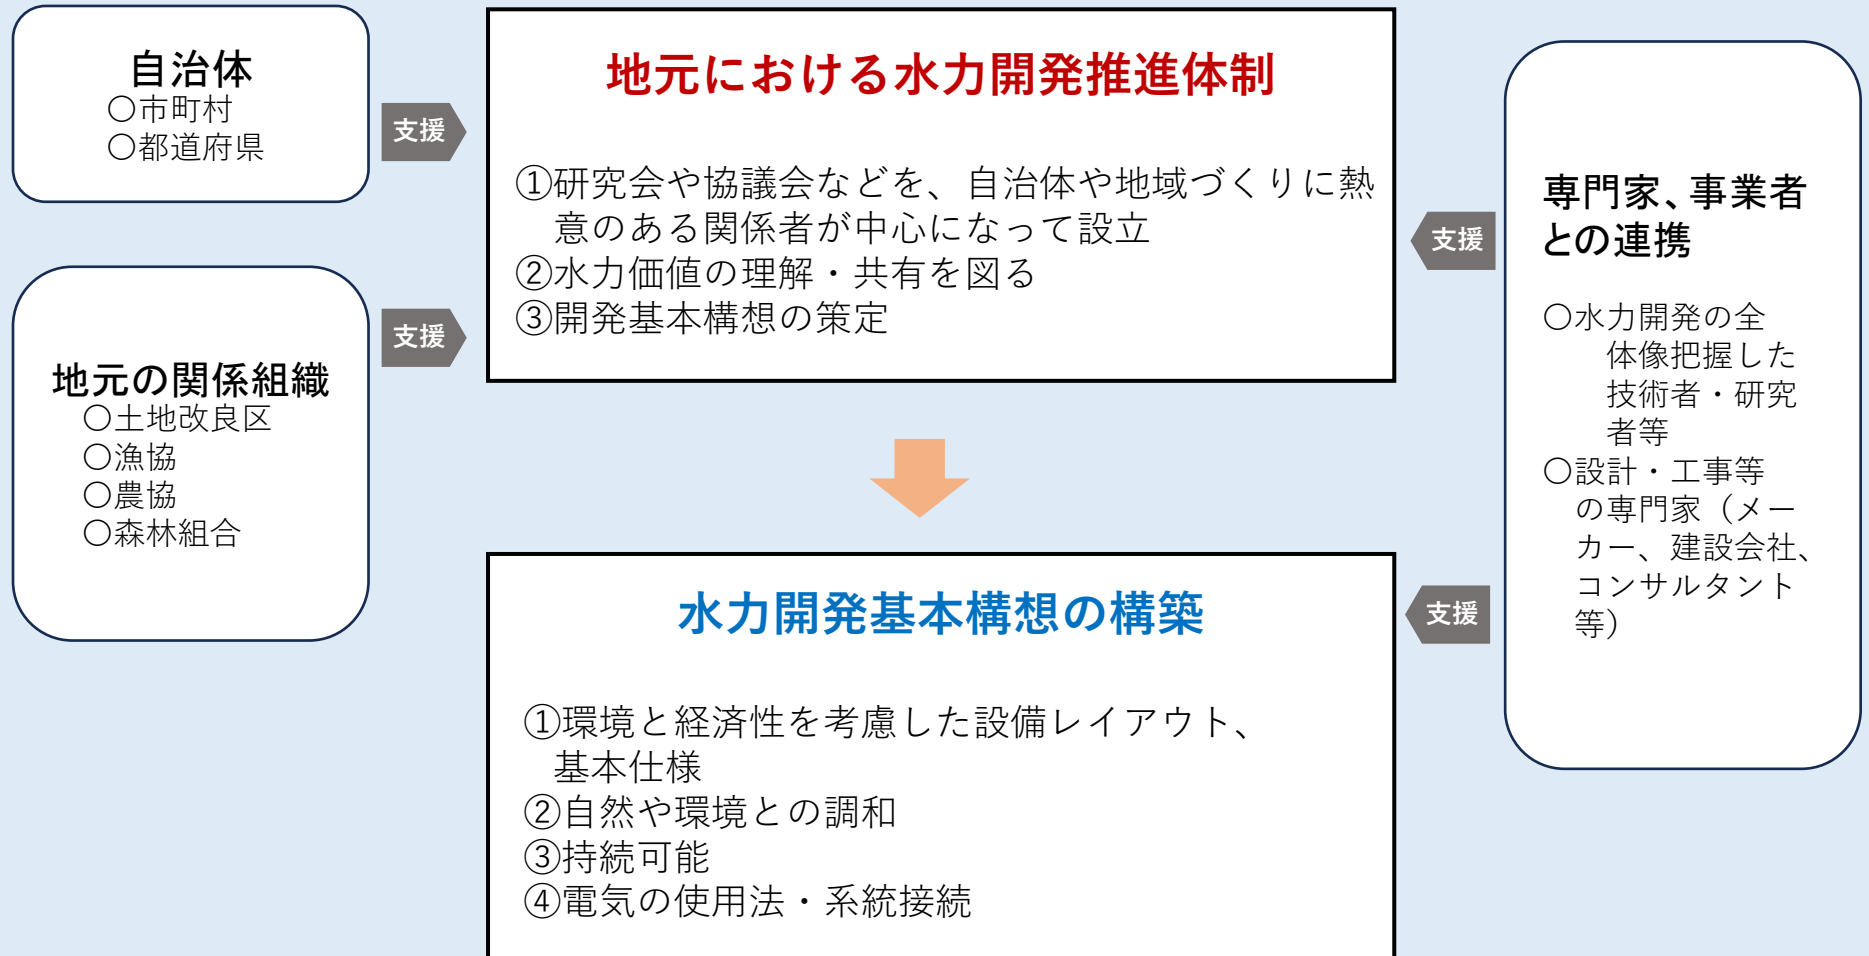 自治体
〇市町村
〇都道府県
支援
地元の関係組織
〇土地改良区
〇漁協
〇農協
〇森林組合
支援
地元における水力開発推進体制
①研究会や協議会などを、自治体や地域づくりに熱
意のある関係者が中心になって設立
②水力価値の理解・共有を図る
③開発基本構想の策定
水力開発基本構想の構築
①環境と経済性を考慮した設備レイアウト、
基本仕様
②自然や環境との調和
③持続可能
④電気の使用法・系統接続
支援
支援
専門家、事業者
との連携
〇水力開発の全
体像把握した
技術者・研究
者等
〇設計・工事等
の専門家（メー
カー、建設会社、
コンサルタント
等）